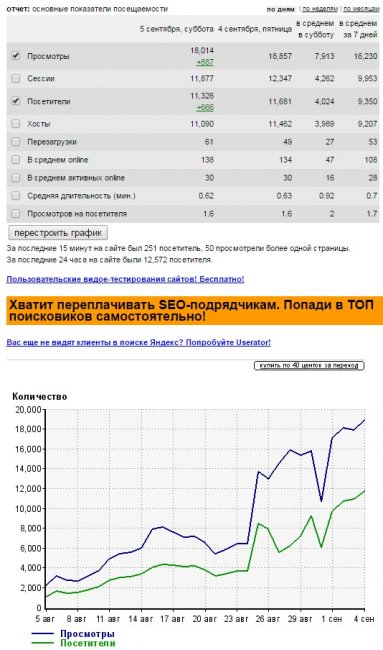 отчет: основные показатели посещаемости по дням | по неделям | по месяцам
5 сентября, суббота 4 сентября, пятница в среднем в субботу в среднем за 7 дней
Просмотры 18,014 +887 18,857 7,913 16,230
Сессии 11,877 12,347 4,262 9,953
Посетители 11,326 +666 11,681 4,024 9,350
Хосты 11,090 11,462 3,989 9,207
Перезагрузки 61 49 27 53
В среднем online 138 134 47 108
В среднем активных online 30 30 16 28
Средняя длительность (мин.) 0.62 0.63 0.92 0.7
Просмотров на посетителя 1.6 1.6 2 1.7
перестроить график
За последние 15 минут на сайте был 251 посетитель, 50 просмотрели более одной страницы.
За последние 24 часа на сайте были 12,572 посетителя.
Пользовательские видое-тестирования сайтов! Бесплатно!
Хватит переплачивать SEO-подрядчикам. Попади в ТОП
поисковиков самостоятельно!
Вас еще не видят клиенты в поиске Яндекс? Попробуйте Userator!
купить по 40 центов за переход
Количество
20,000
18,000
16,000
14,000
12,000
10,000
8,000
6,000
4,000
2,000
0
5 авг 8 авг 11 авг 14 авг 17 авг 20 авг 23 авг 26 авг 29 авг 1 сен 4 сен
Просмотры
Посетители